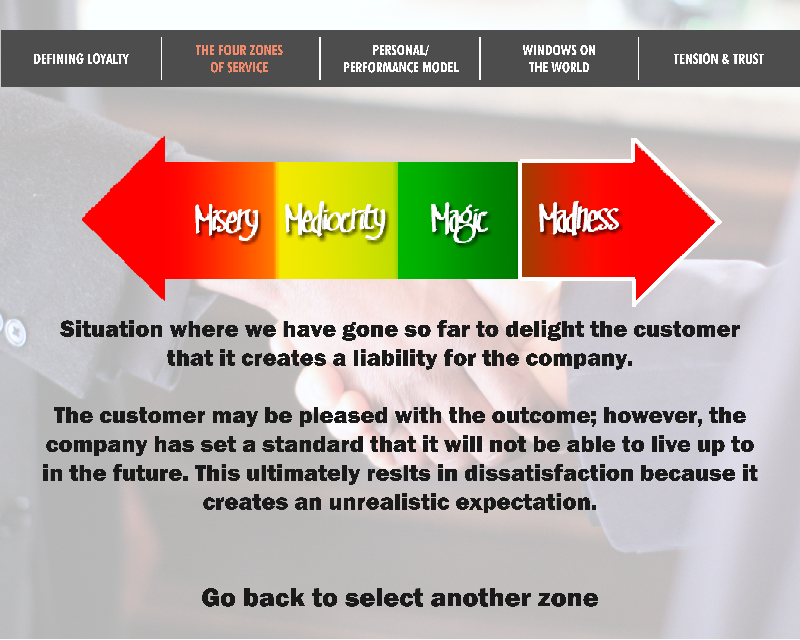 DEFINING LOYALTY
THE FOUR ZONES
OF SERVICE
PERSONAL/
PERFORMANCE MODEL
WINDOWS ON
THE WORLD
TENSION & TRUST
Misery Mediocrity Magic Madness
Situation where we have gone so far to delight the customer
that it creates a liability for the company.
The customer may be pleased with the outcome; however, the
company has set a standard that it will not be able to live up to
in the future. This ultimately reslts in dissatisfaction because it
creates an unrealistic expectation.
Go back to select another zone